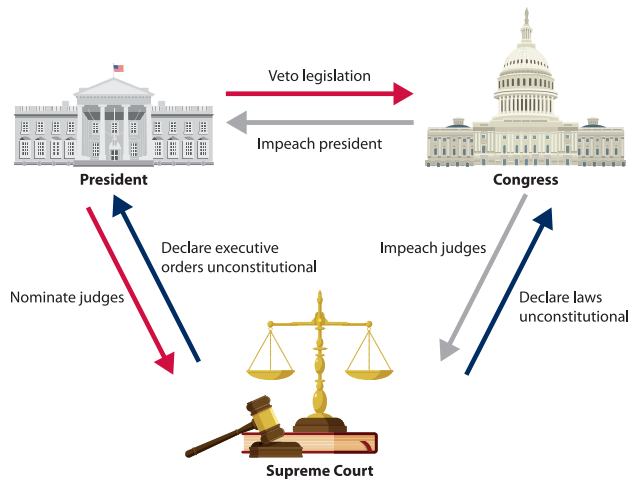 Veto legislation
Impeach president
President
Congress
Declare executive
orders unconstitutional
Impeach judges
Nominate judges
Declare laws
unconstitutional
Supreme Court